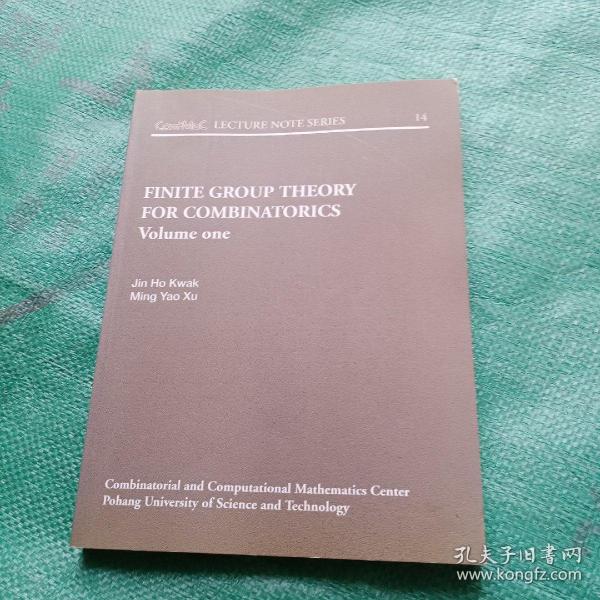 Com²MaC LECTURE NOTE SERIES 14
FINITE GROUP THEORY
FOR COMBINATORICS
Volume one
Jin Ho Kwak
Ming Yao Xu
Combinatorial and Computational Mathematics Center
Pohang University of Science and Technology
孔夫子旧书网
www.kongfz.com